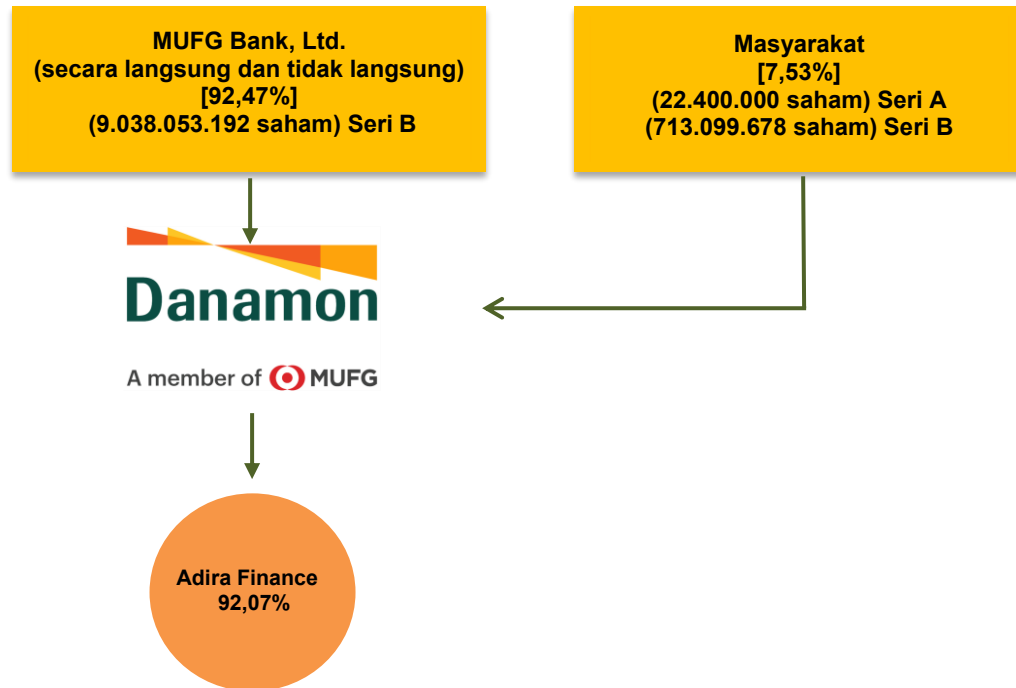 MUFG Bank, Ltd.
(secara langsung dan tidak langsung)
[92,47%]
(9.038.053.192 saham) Seri B
Masyarakat
[7,53%]
(22.400.000 saham) Seri A
(713.099.678 saham) Seri B
Danamon
A member of MUFG
Adira Finance
92,07%